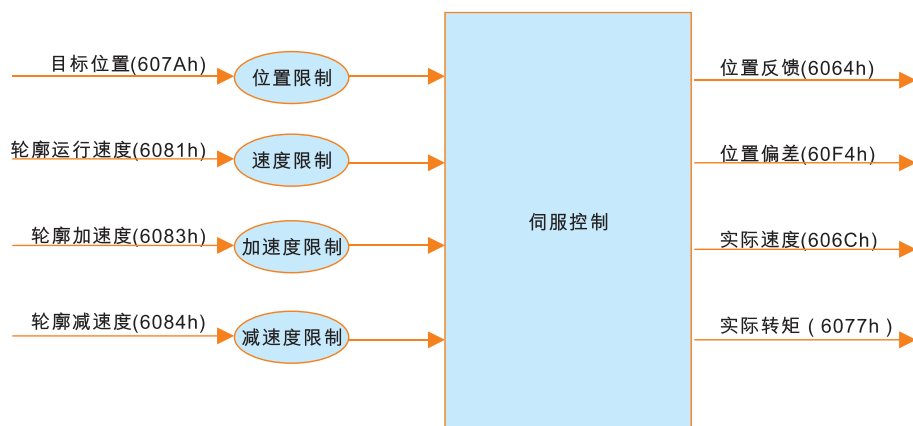 目标位置(607Ah)
位置限制
位置反馈(6064h)
轮廓运行速度(6081h)
速度限制
位置偏差(60F4h)
伺服控制
轮廓加速度(6083h)
加速度限制
实际速度(606Ch)
轮廓减速度(6084h)
减速度限制
实际转矩(6077h)